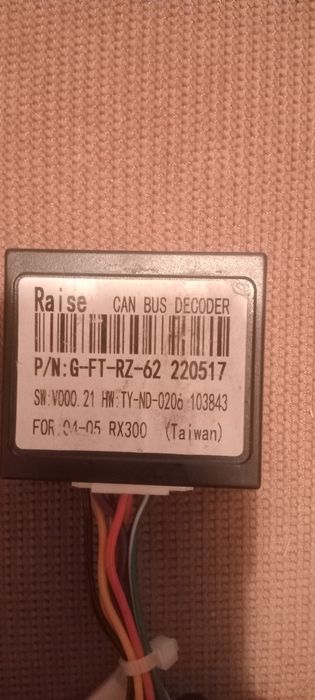 Raise CAN BUS DECODER
P/N:G-FT-RZ-62 220517
SW:V000.21 HW:TY-ND-0206 103843
FOR 04-05 RX300 (Taiwan)